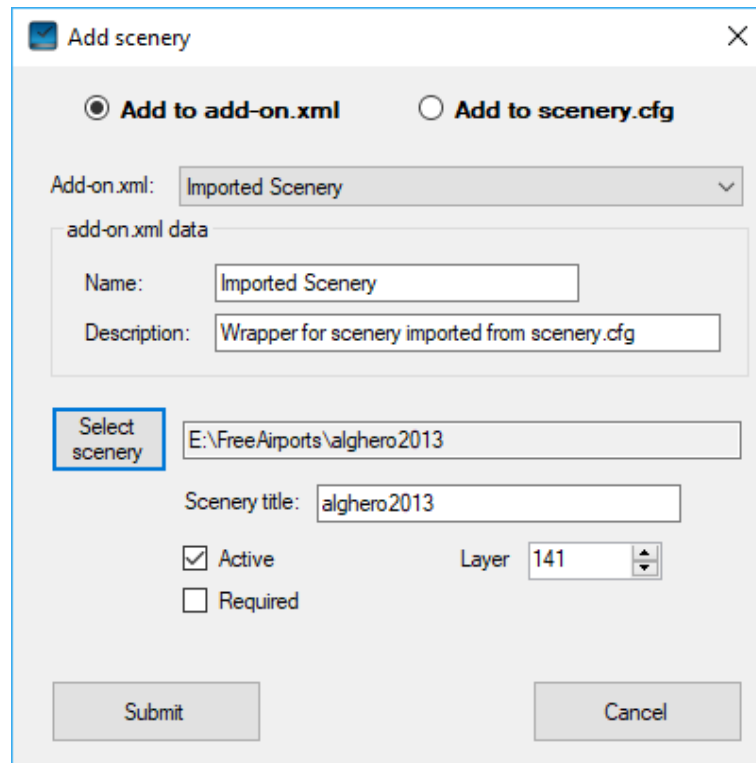 Add scenery
Add to add-on.xml
Add to scenery.cfg
Add-on.xml: Imported Scenery
add-on.xml data
Name: Imported Scenery
Description: Wrapper for scenery imported from scenery.cfg
Select
scenery
E:\FreeAirports\alghero2013
Scenery title: alghero2013
Active
Layer 141
Required
Submit
Cancel